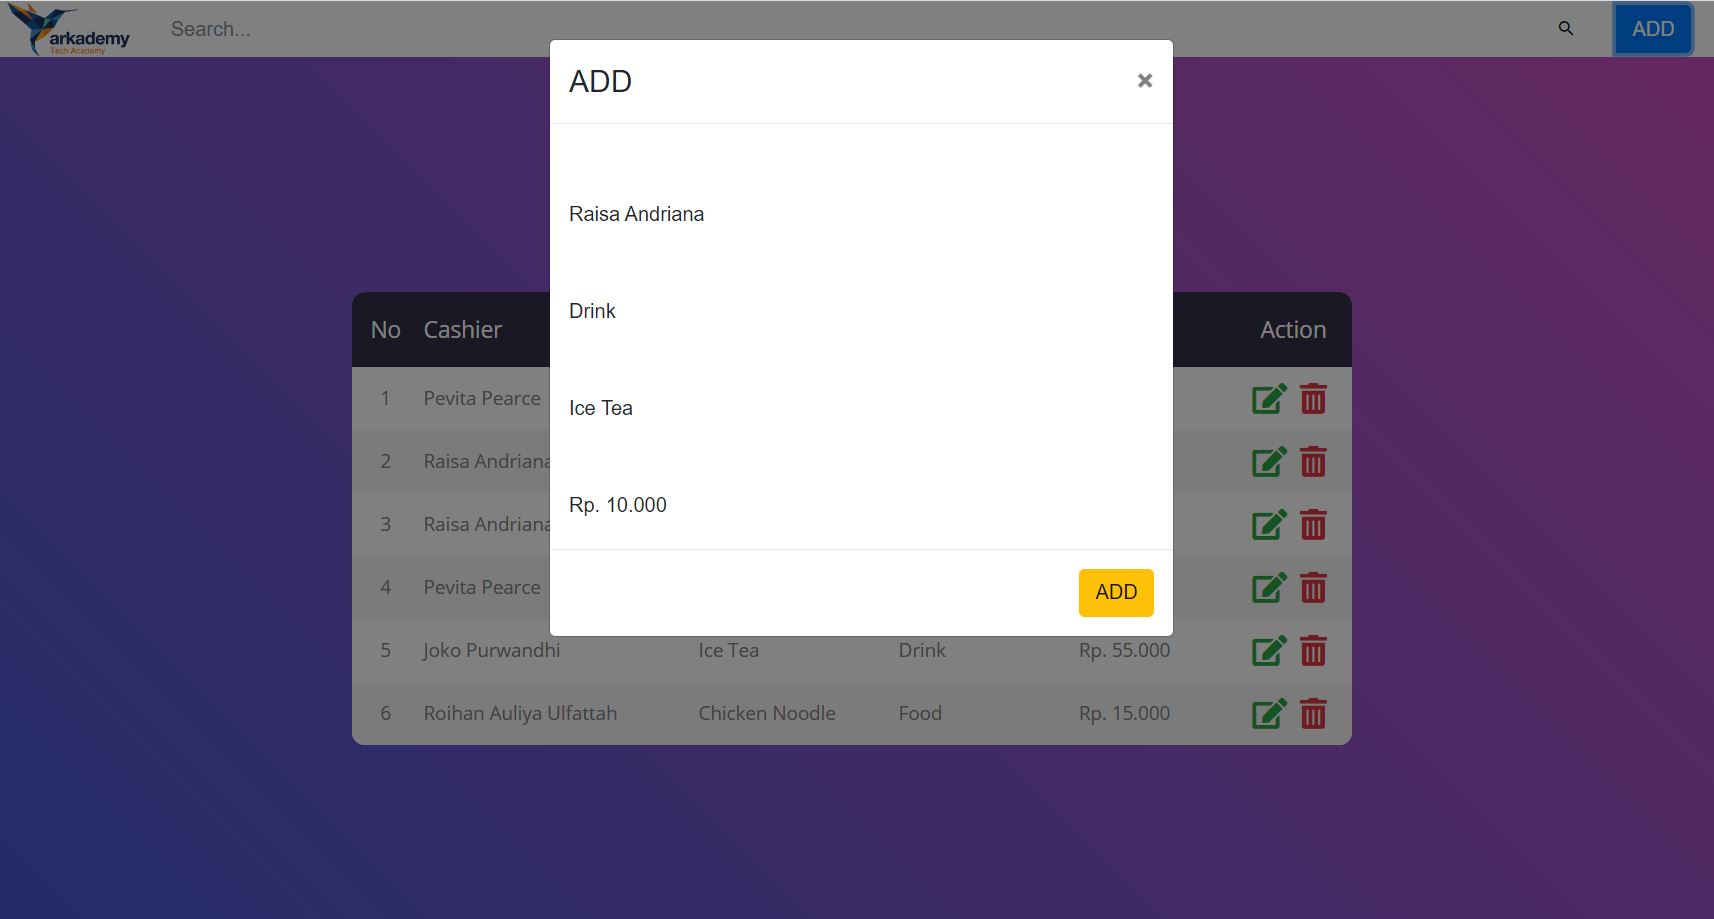 arkademy
Tech Academy
Search...
ADD
ADD
×
Raisa Andriana
Drink
Ice Tea
Rp. 10.000
ADD
No Cashier Action
1 Pevita Pearce
2 Raisa Andriana
3 Raisa Andriana
4 Pevita Pearce
5 Joko Purwandhi Ice Tea Drink Rp. 55.000
6 Roihan Auliya Ulfattah Chicken Noodle Food Rp. 15.000